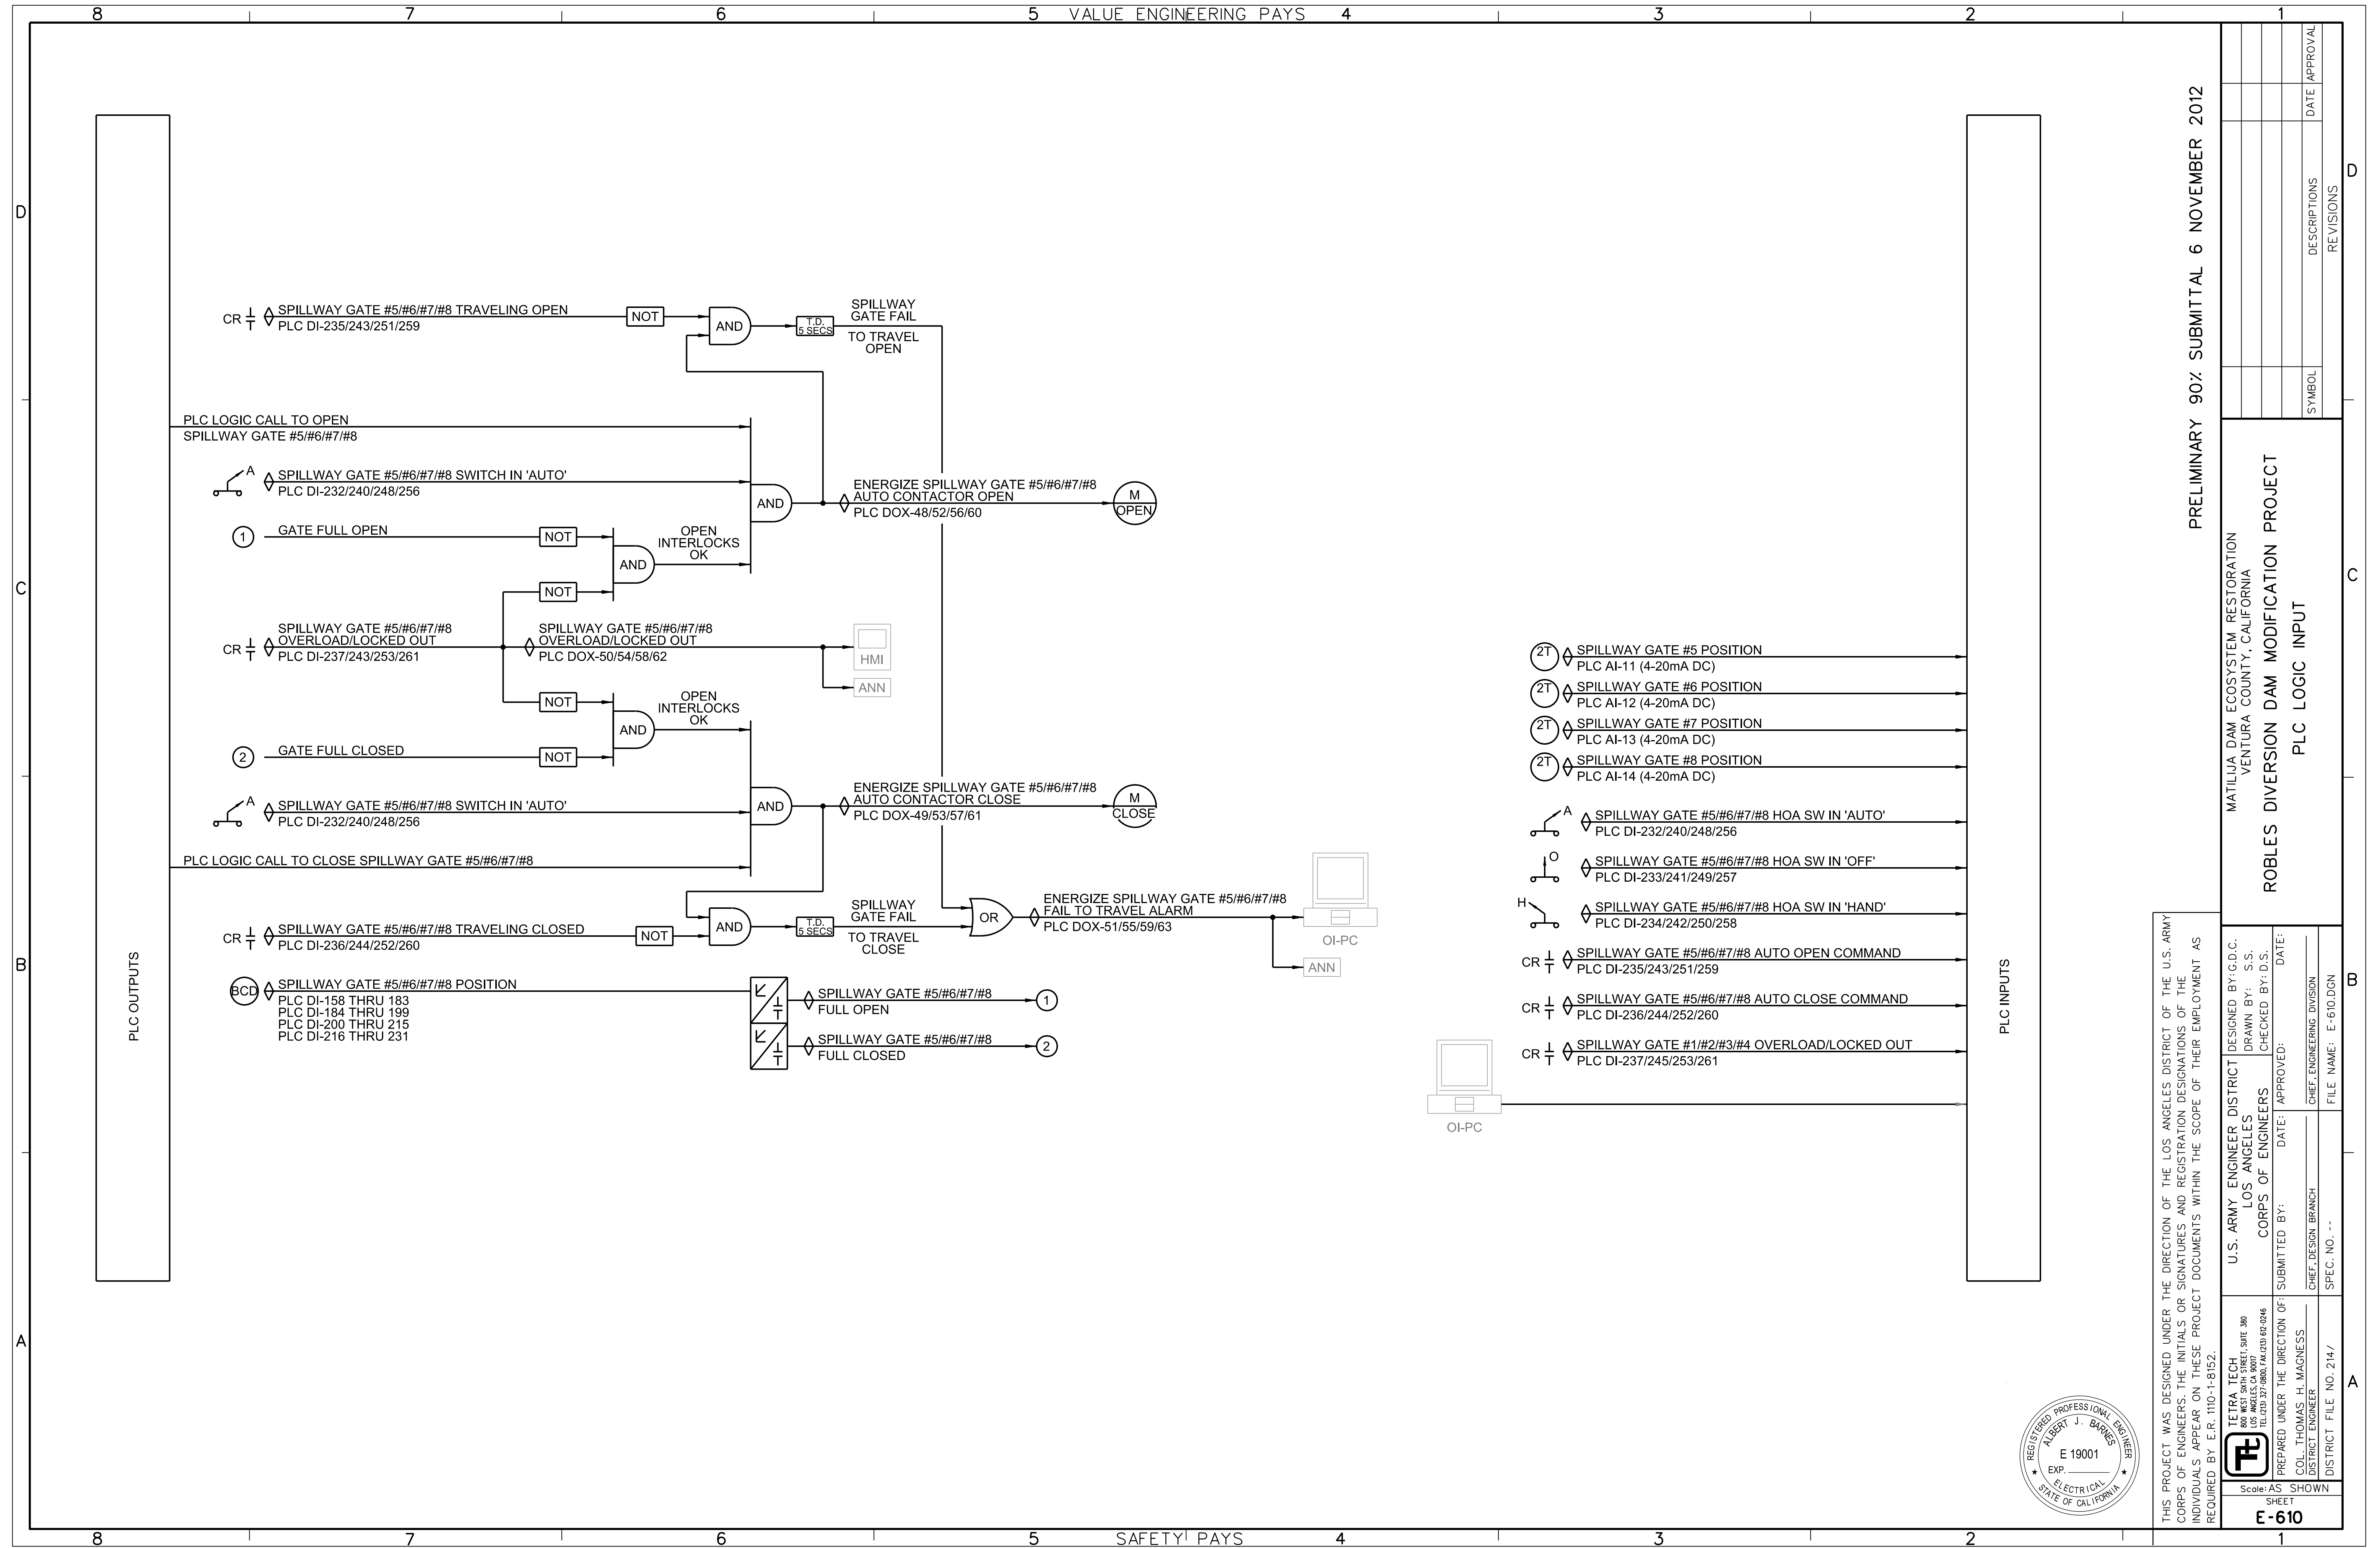 8 7 6 5 VALUE ENGINEERING PAYS 4 3 2 1
D
C
B
A
PLC OUTPUTS
CR
SPILLWAY GATE #5/#6/#7/#8 TRAVELING OPEN
PLC DI-235/243/251/259
NOT
AND
T.D.
5 SECS
SPILLWAY
GATE FAIL
TO TRAVEL
OPEN
PLC LOGIC CALL TO OPEN
SPILLWAY GATE #5/#6/#7/#8
A
SPILLWAY GATE #5/#6/#7/#8 SWITCH IN 'AUTO'
PLC DI-232/240/248/256
AND
ENERGIZE SPILLWAY GATE #5/#6/#7/#8
AUTO CONTACTOR OPEN
PLC DOX-48/52/56/60
M
OPEN
1
GATE FULL OPEN
NOT
AND
NOT
OPEN
INTERLOCKS
OK
CR
SPILLWAY GATE #5/#6/#7/#8
OVERLOAD/LOCKED OUT
PLC DI-237/243/253/261
SPILLWAY GATE #5/#6/#7/#8
OVERLOAD/LOCKED OUT
PLC DOX-50/54/58/62
HMI
ANN
NOT
AND
NOT
OPEN
INTERLOCKS
OK
2
GATE FULL CLOSED
A
SPILLWAY GATE #5/#6/#7/#8 SWITCH IN 'AUTO'
PLC DI-232/240/248/256
AND
ENERGIZE SPILLWAY GATE #5/#6/#7/#8
AUTO CONTACTOR CLOSE
PLC DOX-49/53/57/61
M
CLOSE
PLC LOGIC CALL TO CLOSE SPILLWAY GATE #5/#6/#7/#8
CR
SPILLWAY GATE #5/#6/#7/#8 TRAVELING CLOSED
PLC DI-236/244/252/260
NOT
AND
T.D.
5 SECS
SPILLWAY
GATE FAIL
TO TRAVEL
CLOSE
OR
ENERGIZE SPILLWAY GATE #5/#6/#7/#8
FAIL TO TRAVEL ALARM
PLC DOX-51/55/59/63
OI-PC
ANN
BCD
SPILLWAY GATE #5/#6/#7/#8 POSITION
PLC DI-158 THRU 183
PLC DI-184 THRU 199
PLC DI-200 THRU 215
PLC DI-216 THRU 231
SPILLWAY GATE #5/#6/#7/#8
FULL OPEN
1
SPILLWAY GATE #5/#6/#7/#8
FULL CLOSED
2
2T
SPILLWAY GATE #5 POSITION
PLC AI-11 (4-20mA DC)
2T
SPILLWAY GATE #6 POSITION
PLC AI-12 (4-20mA DC)
2T
SPILLWAY GATE #7 POSITION
PLC AI-13 (4-20mA DC)
2T
SPILLWAY GATE #8 POSITION
PLC AI-14 (4-20mA DC)
A
SPILLWAY GATE #5/#6/#7/#8 HOA SW IN 'AUTO'
PLC DI-232/240/248/256
O
SPILLWAY GATE #5/#6/#7/#8 HOA SW IN 'OFF'
PLC DI-233/241/249/257
H
SPILLWAY GATE #5/#6/#7/#8 HOA SW IN 'HAND'
PLC DI-234/242/250/258
CR
SPILLWAY GATE #5/#6/#7/#8 AUTO OPEN COMMAND
PLC DI-235/243/251/259
CR
SPILLWAY GATE #5/#6/#7/#8 AUTO CLOSE COMMAND
PLC DI-236/244/252/260
CR
SPILLWAY GATE #1/#2/#3/#4 OVERLOAD/LOCKED OUT
PLC DI-237/245/253/261
OI-PC
PLC INPUTS
PRELIMINARY 90% SUBMITTAL 6 NOVEMBER 2012
SYMBOL DESCRIPTIONS DATE APPROVAL
REVISIONS
MATILIJA DAM ECOSYSTEM RESTORATION
VENTURA COUNTY, CALIFORNIA
ROBLES DIVERSION DAM MODIFICATION PROJECT
PLC LOGIC INPUT
THIS PROJECT WAS DESIGNED UNDER THE DIRECTION OF THE LOS ANGELES DISTRICT OF THE U.S. ARMY
CORPS OF ENGINEERS. THE INITIALS OR SIGNATURES AND REGISTRATION DESIGNATIONS OF THE
INDIVIDUALS APPEAR ON THESE PROJECT DOCUMENTS WITHIN THE SCOPE OF THEIR EMPLOYMENT AS
REQUIRED BY E.R. 1110-1-8152.
U.S. ARMY ENGINEER DISTRICT
LOS ANGELES
CORPS OF ENGINEERS
DESIGNED BY: G.D.C.
DRAWN BY: S.S.
CHECKED BY: D.S.
TETRA TECH
800 WEST SIXTH STREET, SUITE 380
LOS ANGELES, CA 90017
TEL.(213) 327-0800, FAX.(213) 612-0246
PREPARED UNDER THE DIRECTION OF:
COL. THOMAS H. MAGNESS
DISTRICT ENGINEER
SUBMITTED BY: DATE:
CHIEF, DESIGN BRANCH
APPROVED: DATE:
CHIEF, ENGINEERING DIVISION
DISTRICT FILE NO. 214/
SPEC. NO. --
FILE NAME: E-610.DGN
Scale: AS SHOWN
SHEET
E-610
REGISTERED PROFESSIONAL ENGINEER
ALBERT J. BARNES
E 19001
EXP.
ELECTRICAL
STATE OF CALIFORNIA
D
C
B
A
8 7 6 5 SAFETY PAYS 4 3 2 1